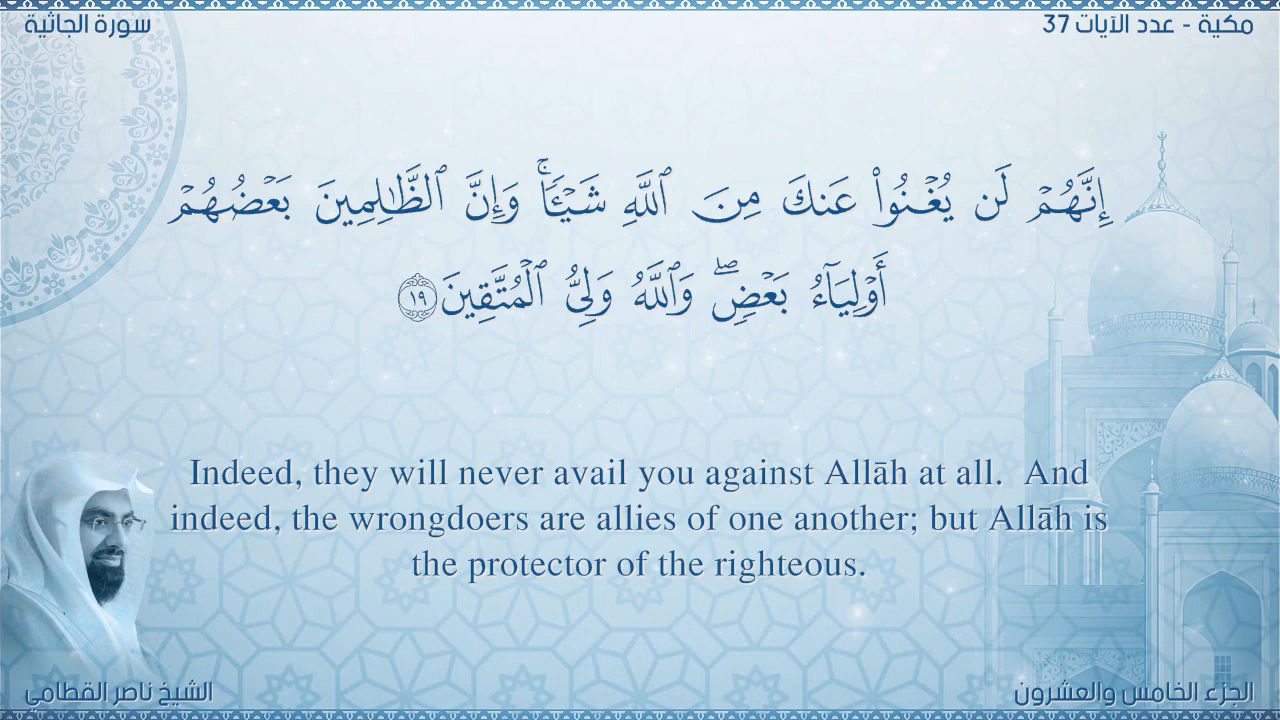 سورة الجاثية
مكية - عدد الآيات 37
إِنَّهُمۡ لَن يُغۡنُواْ عَنكَ مِنَ ٱللَّهِ شَيۡـًٔاۚ وَإِنَّ ٱلظَّٰلِمِينَ بَعۡضُهُمۡ
أَوۡلِيَآءُ بَعۡضٖۖ وَٱللَّهُ وَلِيُّ ٱلۡمُتَّقِينَ ١٩
Indeed, they will never avail you against Allāh at all. And
indeed, the wrongdoers are allies of one another; but Allāh is
the protector of the righteous.
الشيخ ناصر القطامي
الجزء الخامس والعشرون